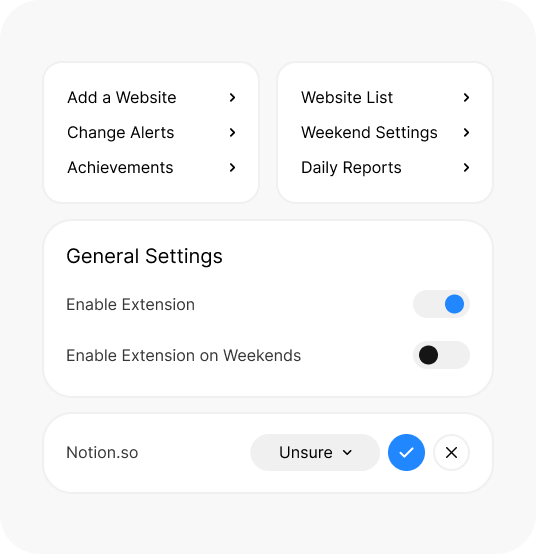 Add a Website
Change Alerts
Achievements
Website List
Weekend Settings
Daily Reports
General Settings
Enable Extension
Enable Extension on Weekends
Notion.so
Unsure